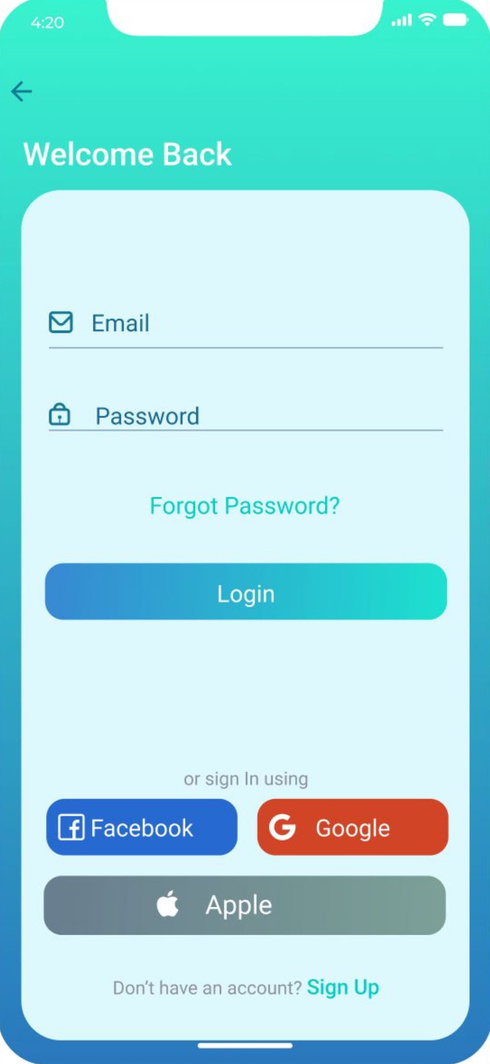 4:20
Welcome Back
Email
Password
Forgot Password?
Login
or sign In using
Facebook
Google
Apple
Don't have an account? Sign Up